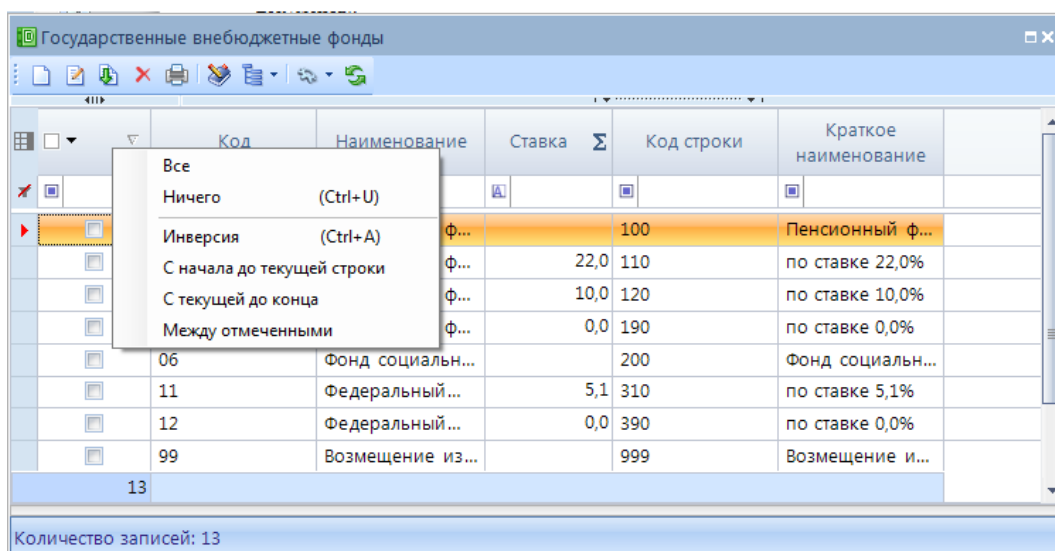 Государственные внебюджетные фонды
Код Наименование Ставка Σ Код строки Краткое наименование
Все
Ничего (Ctrl+U)
Инверсия (Ctrl+A)
С начала до текущей строки
С текущей до конца
Между отмеченными
A
ф... 100 Пенсионный ф...
ф... 22,0 110 по ставке 22,0%
ф... 10,0 120 по ставке 10,0%
ф... 0,0 190 по ставке 0,0%
06 Фонд социальн... 200 Фонд социальн...
11 Федеральный... 5,1 310 по ставке 5,1%
12 Федеральный... 0,0 390 по ставке 0,0%
99 Возмещение из... 999 Возмещение и...
13
Количество записей: 13